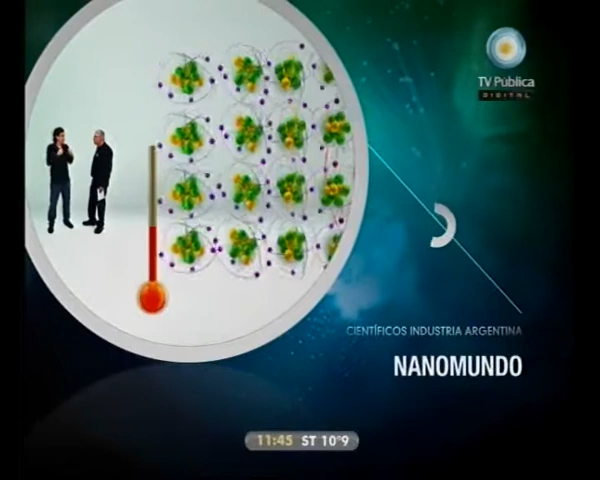 TV Pública
DIGITAL
CIENTÍFICOS INDUSTRIA ARGENTINA
NANOMUNDO
11:45 ST 10°9